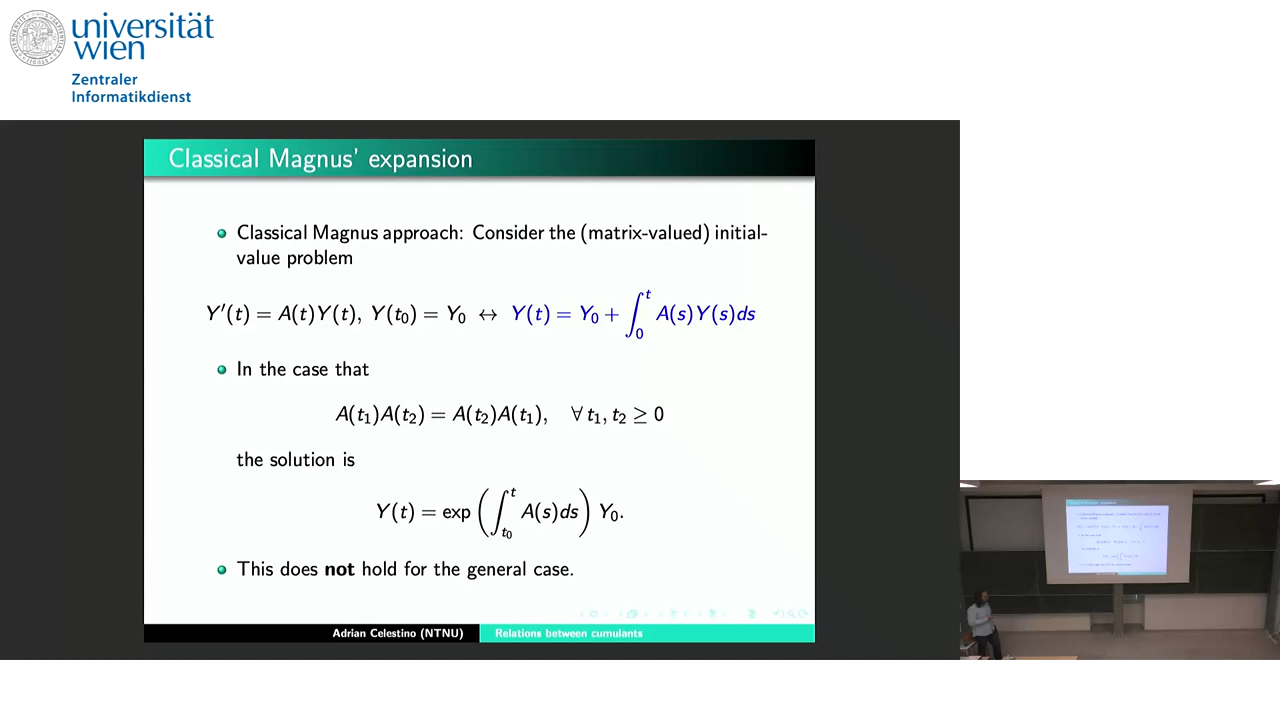 universität
wien
Zentraler
Informatikdienst
Classical Magnus' expansion
Classical Magnus approach: Consider the (matrix-valued) initial-
value problem
Y′(t) = A(t)Y(t), Y(t₀) = Y₀ ↔ Y(t) = Y₀ + ∫₀ᵗ A(s)Y(s)ds
In the case that
A(t₁)A(t₂) = A(t₂)A(t₁), ∀ t₁, t₂ ≥ 0
the solution is
Y(t) = exp (∫_{t₀}^t A(s)ds) Y₀.
This does not hold for the general case.
Adrian Celestino (NTNU) Relations between cumulants